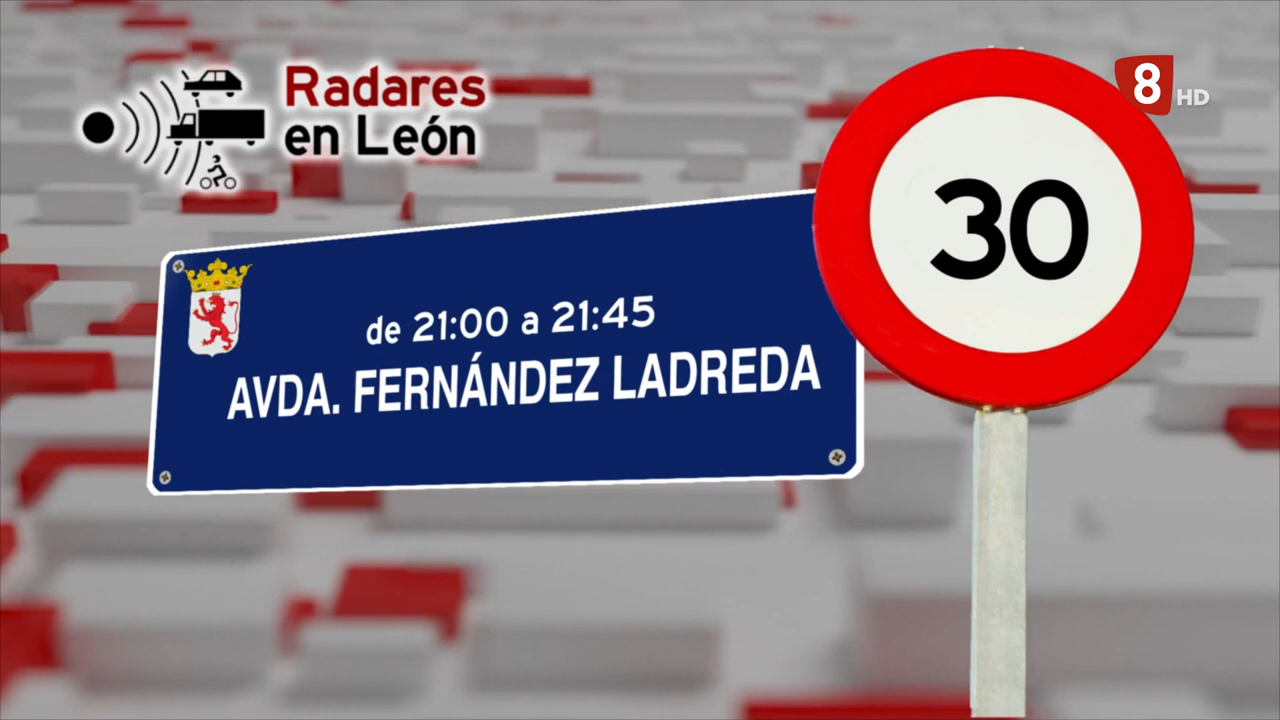 Radares
en León
8 HD
30
de 21:00 a 21:45
AVDA. FERNÁNDEZ LADREDA